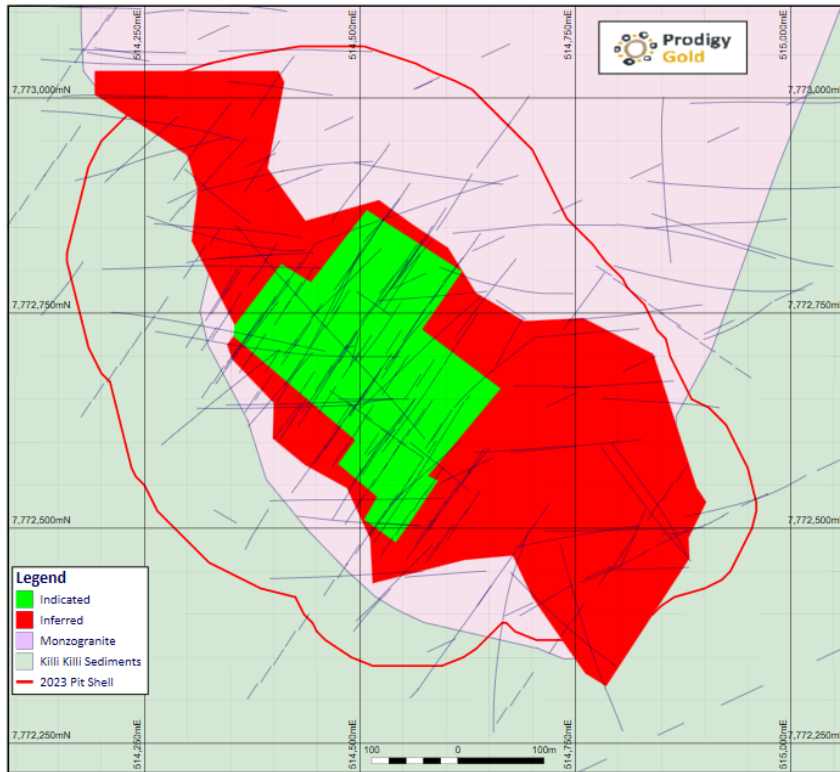 514,250mE
514,500mE
514,750mE
515,000mE
Prodigy
Gold
7,773,000mN
7,773,000mN
7,772,750mN
7,772,750mN
7,772,500mN
7,772,500mN
Legend
Indicated
Inferred
Monzogranite
Killi Killi Sediments
2023 Pit Shell
7,772,250mN
7,772,250mN
514,250mE
514,500mE
514,750mE
515,000mE
100 0 100m